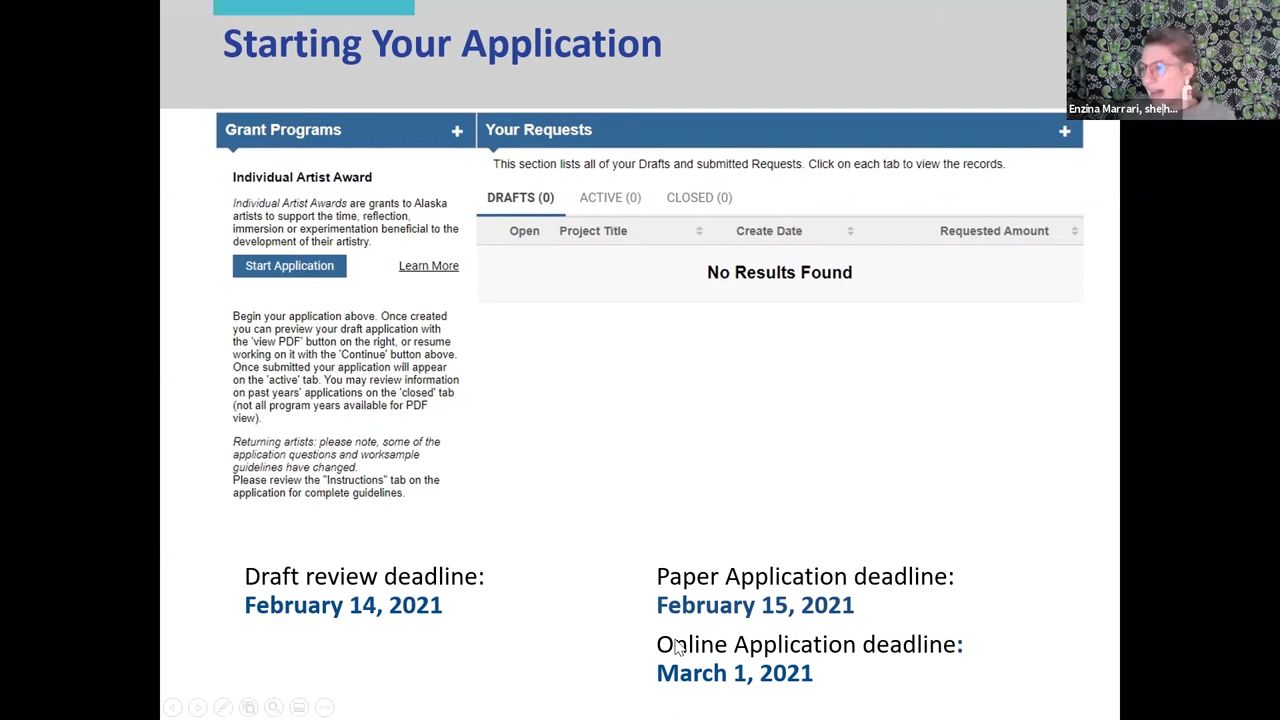 Starting Your Application
Enzina Marrari, she|h...
Grant Programs +
Individual Artist Award
Individual Artist Awards are grants to Alaska
artists to support the time, reflection,
immersion or experimentation beneficial to the
development of their artistry.
Start Application Learn More
Begin your application above. Once created
you can preview your draft application with
the 'view PDF' button on the right, or resume
working on it with the 'Continue' button above.
Once submitted your application will appear
on the 'active' tab. You may review information
on past years' applications on the 'closed' tab
(not all program years available for PDF
view).
Returning artists: please note, some of the
application questions and worksample
guidelines have changed.
Please review the "Instructions" tab on the
application for complete guidelines.
Your Requests +
This section lists all of your Drafts and submitted Requests. Click on each tab to view the records.
DRAFTS (0) ACTIVE (0) CLOSED (0)
Open Project Title Create Date Requested Amount
No Results Found
Draft review deadline:
February 14, 2021
Paper Application deadline:
February 15, 2021
Online Application deadline:
March 1, 2021